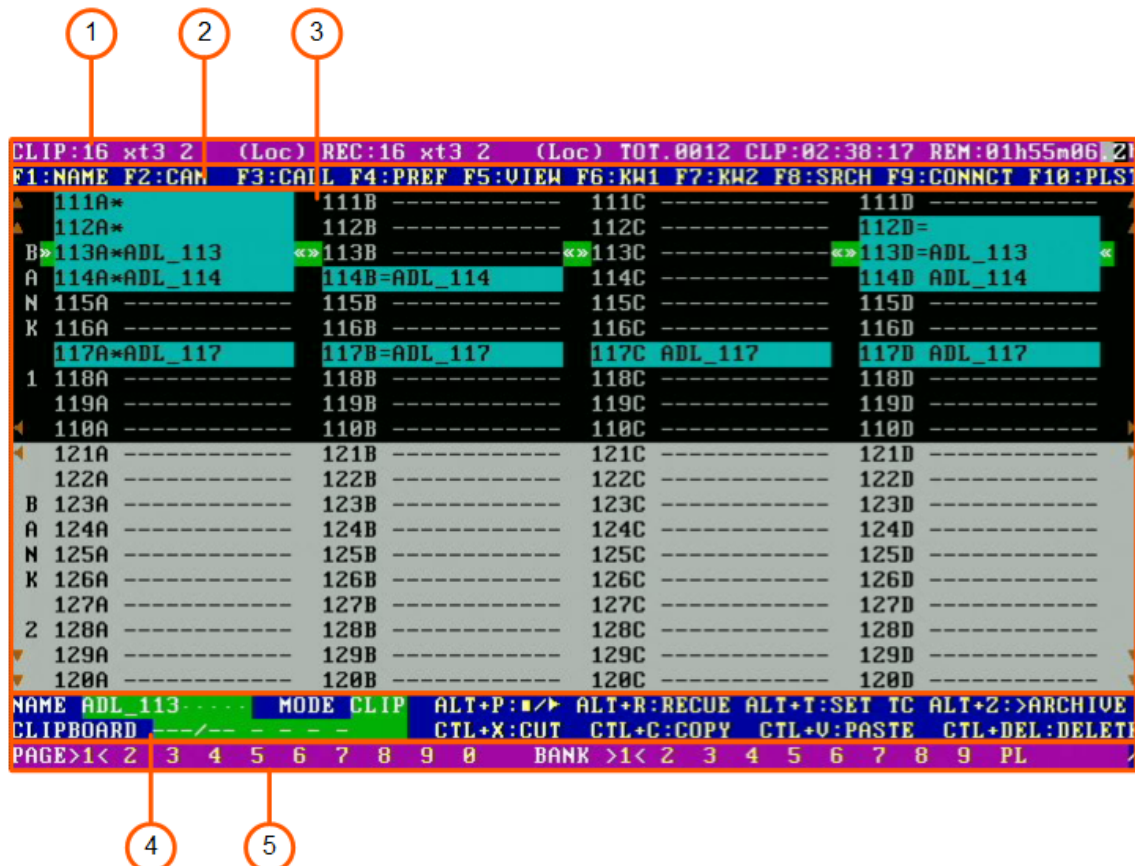 1 2 3
CLIP:16 xt3 2 (Loc) REC:16 xt3 2 (Loc) TOT.0012 CLP:02:38:17 REM:01h55m06.2
F1:NAME F2:CAM F3:CALL F4:PREF F5:VIEW F6:KW1 F7:KW2 F8:SRCH F9:CONNCT F10:PLST
111A* 111B ------------ 111C ------------ 111D ------------
112A* 112B ------------ 112C ------------ 112D=
B»113A*ADL_113 «»113B ------------ «»113C ------------ «»113D=ADL_113 «
A 114A*ADL_114 114B=ADL_114 114C ------------ 114D ADL_114
N 115A ------------ 115B ------------ 115C ------------ 115D ------------
K 116A ------------ 116B ------------ 116C ------------ 116D ------------
117A*ADL_117 117B=ADL_117 117C ADL_117 117D ADL_117
1 118A ------------ 118B ------------ 118C ------------ 118D ------------
119A ------------ 119B ------------ 119C ------------ 119D ------------
110A ------------ 110B ------------ 110C ------------ 110D ------------
121A ------------ 121B ------------ 121C ------------ 121D ------------
122A ------------ 122B ------------ 122C ------------ 122D ------------
B 123A ------------ 123B ------------ 123C ------------ 123D ------------
A 124A ------------ 124B ------------ 124C ------------ 124D ------------
N 125A ------------ 125B ------------ 125C ------------ 125D ------------
K 126A ------------ 126B ------------ 126C ------------ 126D ------------
127A ------------ 127B ------------ 127C ------------ 127D ------------
2 128A ------------ 128B ------------ 128C ------------ 128D ------------
129A ------------ 129B ------------ 129C ------------ 129D ------------
120A ------------ 120B ------------ 120C ------------ 120D ------------
NAME ADL_113..... MODE CLIP ALT+P:■/▶ ALT+R:RECUE ALT+T:SET TC ALT+Z:>ARCHIVE
CLIPBOARD ---/-- - - - - CTL+X:CUT CTL+C:COPY CTL+V:PASTE CTL+DEL:DELETE
PAGE>1< 2 3 4 5 6 7 8 9 0 BANK >1< 2 3 4 5 6 7 8 9 PL
4 5